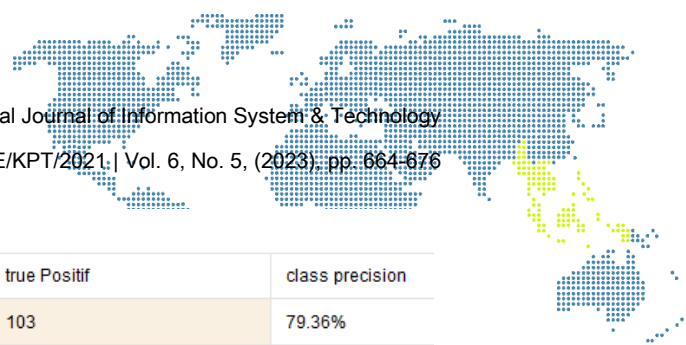 al Journal of Information System & Technology
E/KPT/2021 | Vol. 6, No. 5, (2023), pp. 664-676
true Positif class precision
103 79.36%